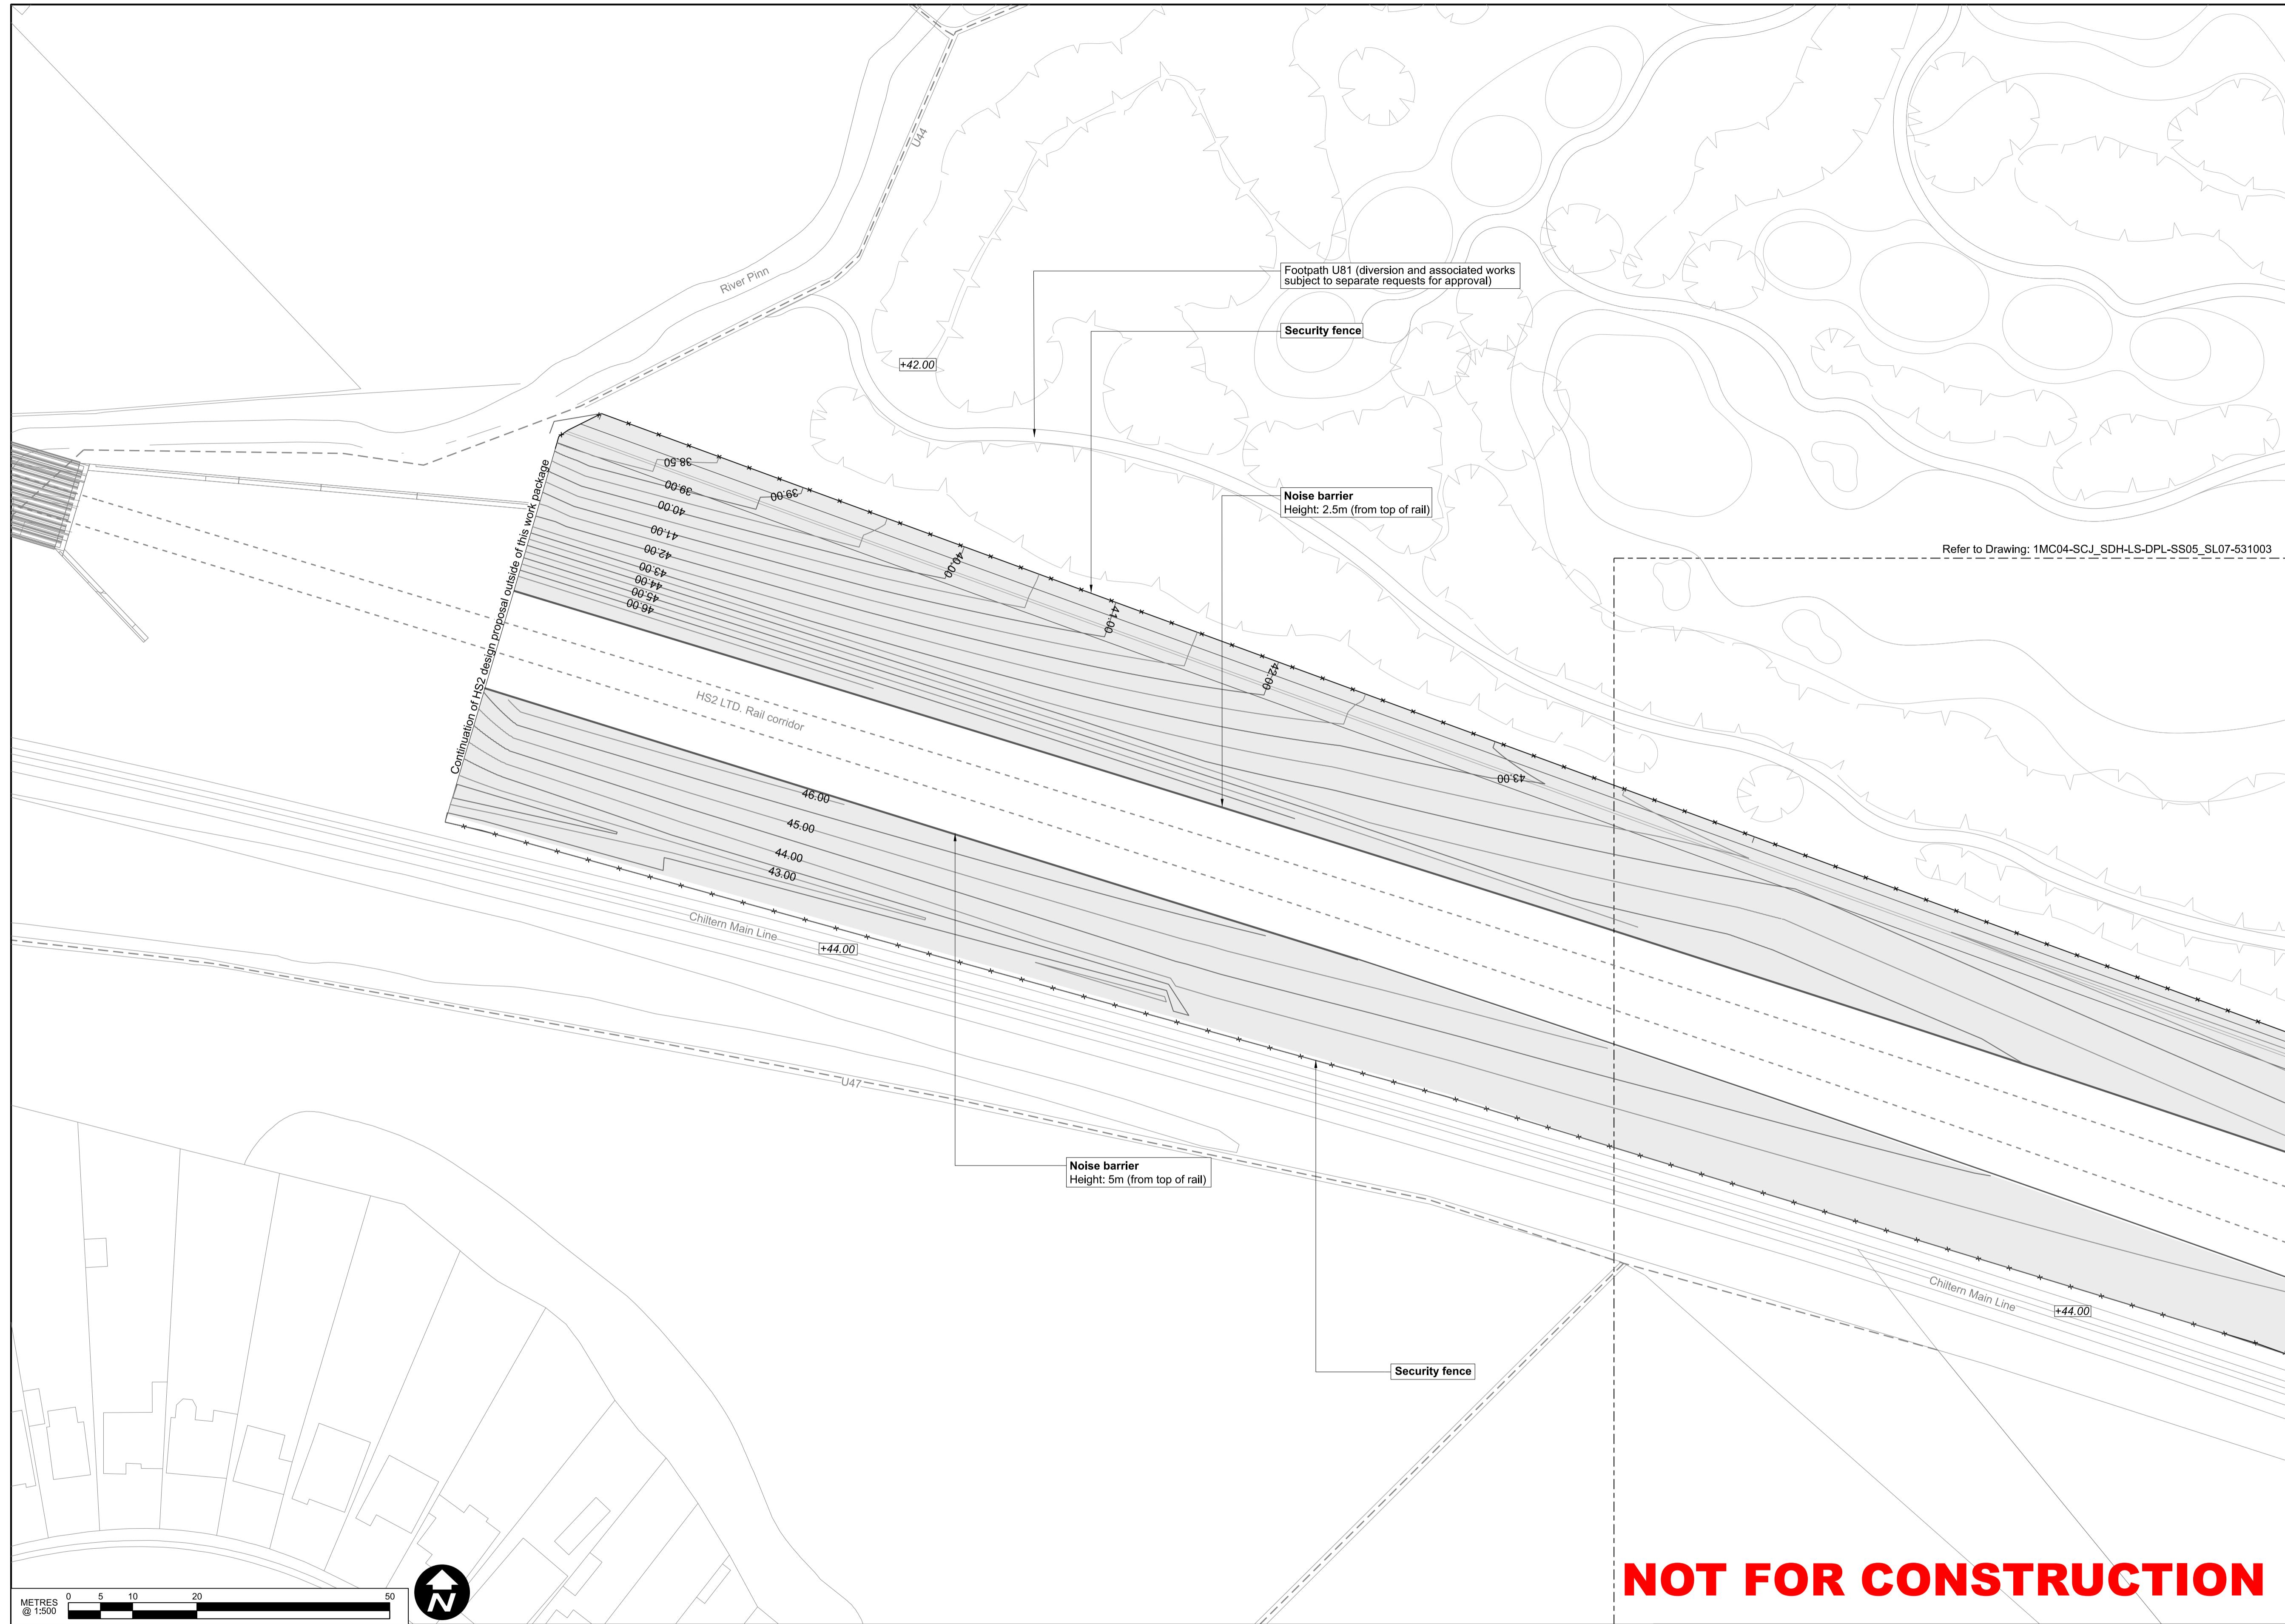 U44
River Pinn
Footpath U81 (diversion and associated works
subject to separate requests for approval)
Security fence
+42.00
Continuation of HS2 design proposal outside of this work package
38.50
39.00
39.00
40.00
41.00
42.00
43.00
44.00
45.00
46.00
40.00
41.00
42.00
43.00
Noise barrier
Height: 2.5m (from top of rail)
Refer to Drawing: 1MC04-SCJ_SDH-LS-DPL-SS05_SL07-531003
HS2 LTD. Rail corridor
46.00
45.00
44.00
43.00
Chiltern Main Line
+44.00
U47
Noise barrier
Height: 5m (from top of rail)
Chiltern Main Line
+44.00
Security fence
METRES
@ 1:500
0 5 10 20 50
N
NOT FOR CONSTRUCTION